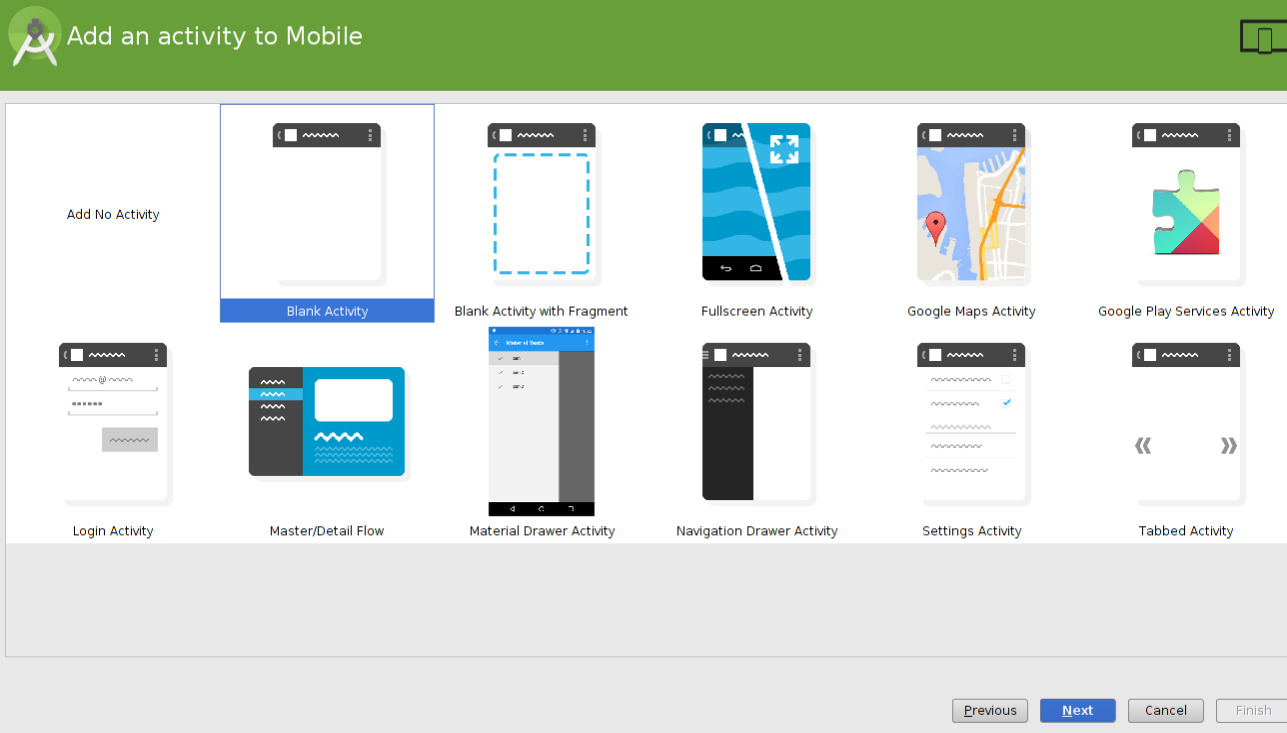 Add an activity to Mobile
Add No Activity
Blank Activity
Blank Activity with Fragment
Fullscreen Activity
Google Maps Activity
Google Play Services Activity
Login Activity
Master/Detail Flow
Material Drawer Activity
Navigation Drawer Activity
Settings Activity
Tabbed Activity
Previous
Next
Cancel
Finish